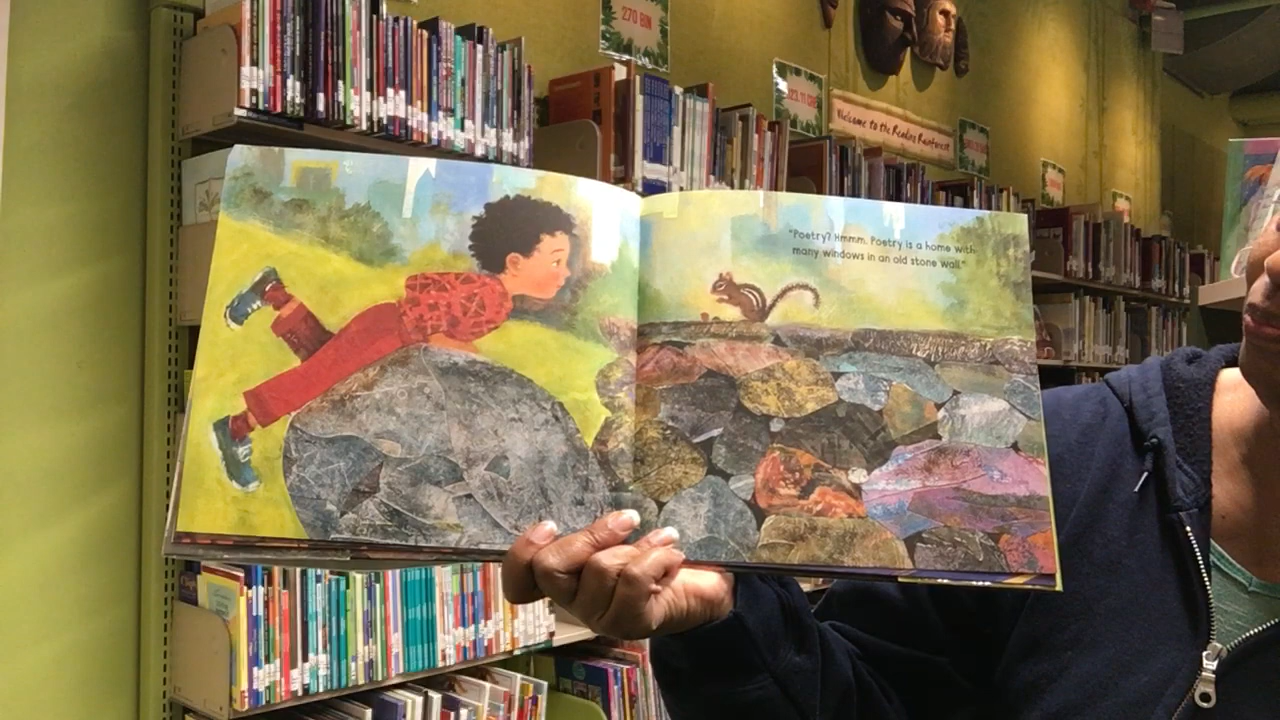 270 BIN
Welcome to the Reading Rainforest
"Poetry? Hmmm. Poetry is a home with
many windows in an old stone wall."